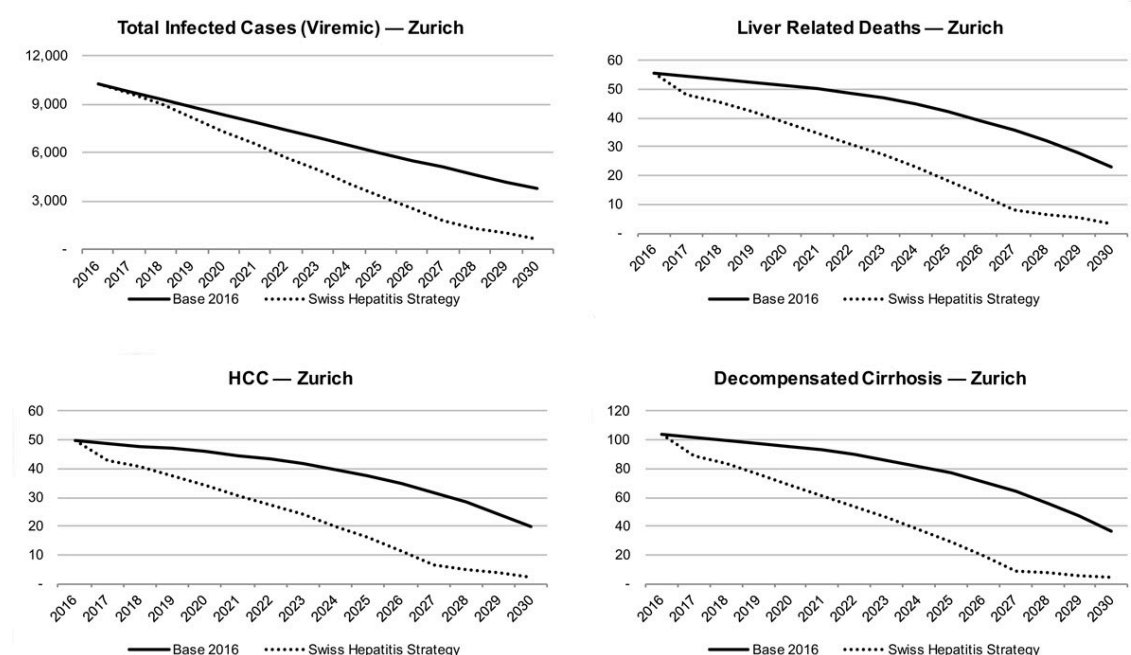 Total Infected Cases (Viremic) — Zurich
12,000
9,000
6,000
3,000
-
2016 2017 2018 2019 2020 2021 2022 2023 2024 2025 2026 2027 2028 2029 2030
Base 2016 Swiss Hepatitis Strategy
Liver Related Deaths — Zurich
60
50
40
30
20
10
-
2016 2017 2018 2019 2020 2021 2022 2023 2024 2025 2026 2027 2028 2029 2030
Base 2016 Swiss Hepatitis Strategy
HCC — Zurich
60
50
40
30
20
10
-
2016 2017 2018 2019 2020 2021 2022 2023 2024 2025 2026 2027 2028 2029 2030
Base 2016 Swiss Hepatitis Strategy
Decompensated Cirrhosis — Zurich
120
100
80
60
40
20
-
2016 2017 2018 2019 2020 2021 2022 2023 2024 2025 2026 2027 2028 2029 2030
Base 2016 Swiss Hepatitis Strategy